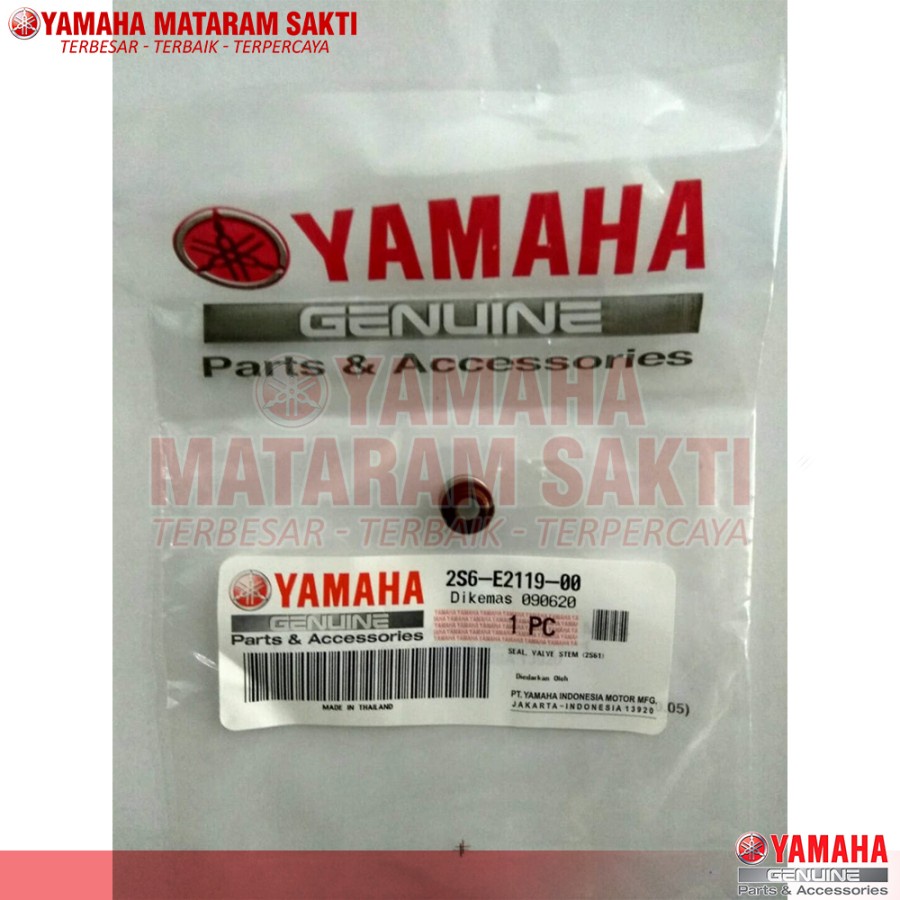 YAMAHA MATARAM SAKTI
TERBESAR - TERBAIK - TERPERCAYA
YAMAHA
GENUINE
Parts & Accessories
YAMAHA
MATARAM SAKTI
TERBESAR - TERBAIK - TERPERCAYA
YAMAHA
GENUINE
Parts & Accessories
2S6-E2119-00
Dikemas 090620
1 PC
SEAL, VALVE STEM (2S61)
Diedarkan Oleh
PT. YAMAHA INDONESIA MOTOR MFG.
JAKARTA-INDONESIA 13920
.05)
MADE IN THAILAND
YAMAHA
GENUINE
Parts & Accessories